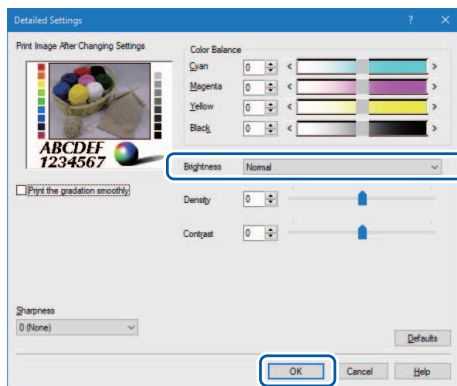 Detailed Settings
? ×
Print Image After Changing Settings
ABCDEF
1234567
Print the gradation smoothly
Sharpness
0 (None)
Color Balance
Cyan 0 < >
Magenta 0 < >
Yellow 0 < >
Black 0 < >
Brightness Normal
Density 0
Contrast 0
Defaults
OK Cancel Help